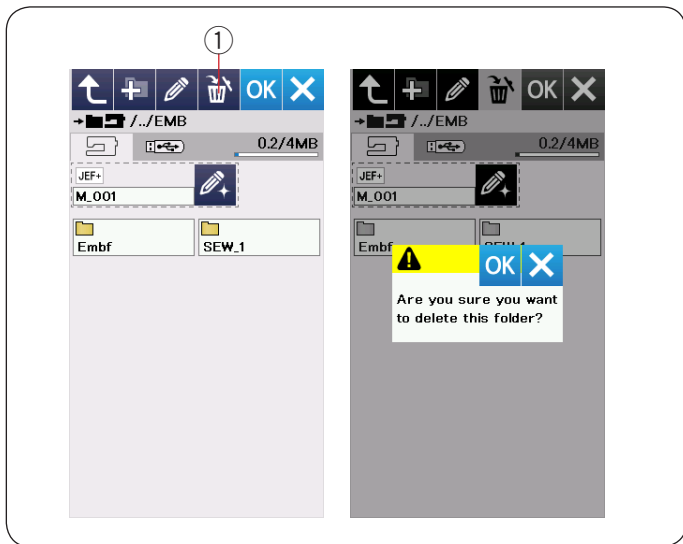 1
OK
→ /../EMB
0.2/4MB
JEF+
M_001
Embf
SEW_1
OK
→ /../EMB
0.2/4MB
JEF+
M_001
Embf
SEW_1
OK
Are you sure you want
to delete this folder?